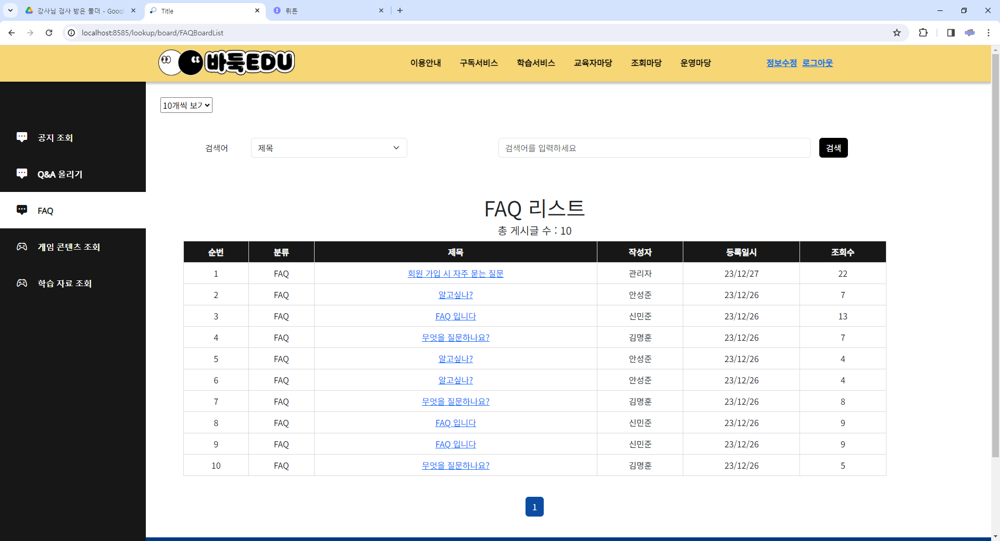 강사님 검사 받은 폴더 - Goog
Title
뤼튼
localhost:8585/lookup/board/FAQBoardList
바둑EDU
이용안내 구독서비스 학습서비스 교육자마당 조회마당 운영마당 정보수정 로그아웃
10개씩 보기
공지 조회
Q&A 올리기
FAQ
게임 콘텐츠 조회
학습 자료 조회
검색어 제목 검색어를 입력하세요 검색
FAQ 리스트
총 게시글 수 : 10
순번 분류 제목 작성자 등록일시 조회수
1 FAQ 회원 가입 시 자주 묻는 질문 관리자 23/12/27 22
2 FAQ 알고싶나? 안성준 23/12/26 7
3 FAQ FAQ 입니다 신민준 23/12/26 13
4 FAQ 무엇을 질문하나요? 김명훈 23/12/26 7
5 FAQ 알고싶나? 안성준 23/12/26 4
6 FAQ 알고싶나? 안성준 23/12/26 4
7 FAQ 무엇을 질문하나요? 김명훈 23/12/26 8
8 FAQ FAQ 입니다 신민준 23/12/26 9
9 FAQ FAQ 입니다 신민준 23/12/26 9
10 FAQ 무엇을 질문하나요? 김명훈 23/12/26 5
1